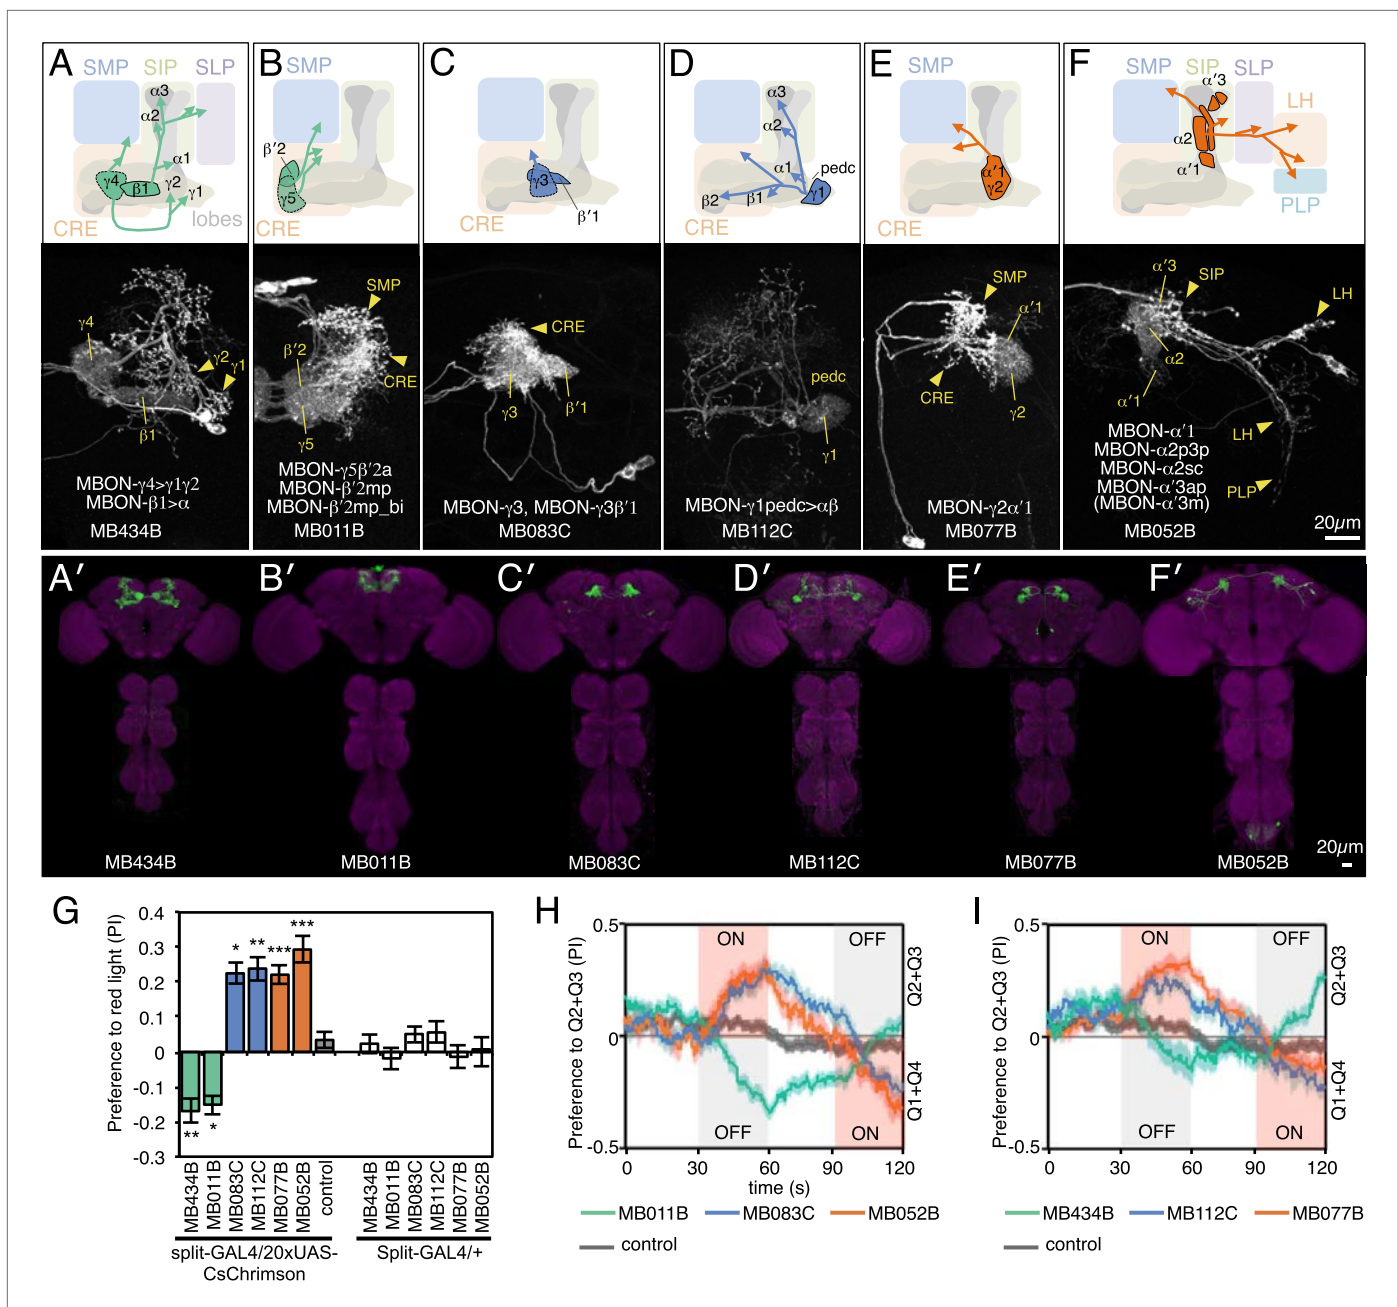 A
SMP SIP SLP
α3
α2
α1
γ4
β1
γ2
γ1
lobes
CRE
B
SMP
β′2
γ5
CRE
C
γ3
β′1
CRE
D
α3
α2
α1
pedc
γ1
β2
β1
CRE
E
SMP
α′1
γ2
CRE
F
SMP SIP SLP
α′3
LH
α2
α′1
PLP
γ4
γ2
γ1
β1
MBON-γ4>γ1γ2
MBON-β1>α
MB434B
SMP
β′2
CRE
γ5
MBON-γ5β′2a
MBON-β′2mp
MBON-β′2mp_bi
MB011B
CRE
γ3
β′1
MBON-γ3, MBON-γ3β′1
MB083C
pedc
γ1
MBON-γ1pedc>αβ
MB112C
SMP
α′1
CRE
γ2
MBON-γ2α′1
MB077B
α′3
SIP
LH
α2
α′1
LH
PLP
MBON-α′1
MBON-α2p3p
MBON-α2sc
MBON-α′3ap
(MBON-α′3m)
MB052B
20µm
A′
B′
C′
D′
E′
F′
MB434B
MB011B
MB083C
MB112C
MB077B
MB052B
20µm
G
Preference to red light (PI)
0.4
0.3
0.2
0.1
0
-0.1
-0.2
-0.3
**
*
*
**
***
***
MB434B
MB011B
MB083C
MB112C
MB077B
MB052B
control
MB434B
MB011B
MB083C
MB112C
MB077B
MB052B
split-GAL4/20xUAS-
CsChrimson
Split-GAL4/+
H
Preference to Q2+Q3 (PI)
0.5
0
-0.5
ON
OFF
OFF
ON
Q2+Q3
Q1+Q4
0 30 60 90 120
time (s)
MB011B MB083C MB052B
control
I
Preference to Q2+Q3 (PI)
0.5
0
-0.5
ON
OFF
OFF
ON
Q2+Q3
Q1+Q4
0 30 60 90 120
MB434B MB112C MB077B
control